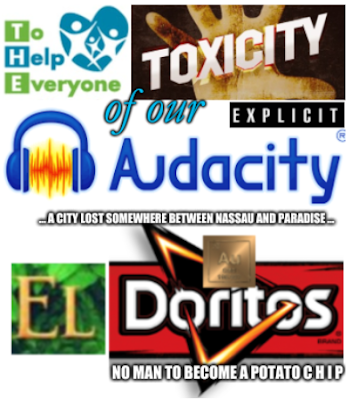 To
Help
Everyone
TOXICITY
of our
EXPLICIT
Audacity ®
... A CITY LOST SOMEWHERE BETWEEN NASSAU AND PARADISE ...
EL
Doritos
BRAND
NO MAN TO BECOME A POTATO C H I P